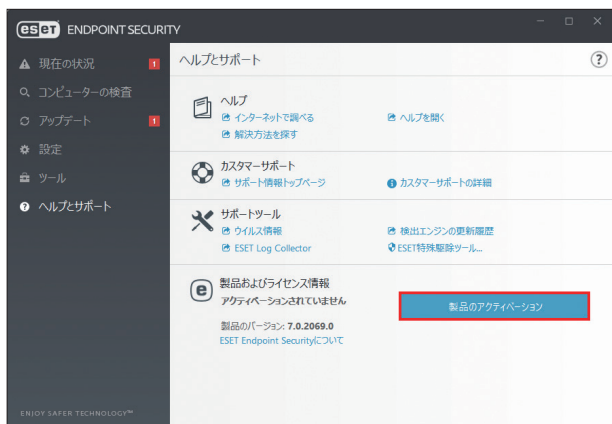 eset ENDPOINT SECURITY
現在の状況 1
コンピューターの検査
アップデート 1
設定
ツール
ヘルプとサポート
ENJOY SAFER TECHNOLOGY™
ヘルプとサポート ?
ヘルプ
インターネットで調べる
ヘルプを開く
解決方法を探す
カスタマーサポート
サポート情報トップページ
カスタマーサポートの詳細
サポートツール
ウイルス情報
検出エンジンの更新履歴
ESET Log Collector
ESET特殊駆除ツール...
製品およびライセンス情報
アクティベーションされていません
製品のアクティベーション
製品のバージョン: 7.0.2069.0
ESET Endpoint Securityについて